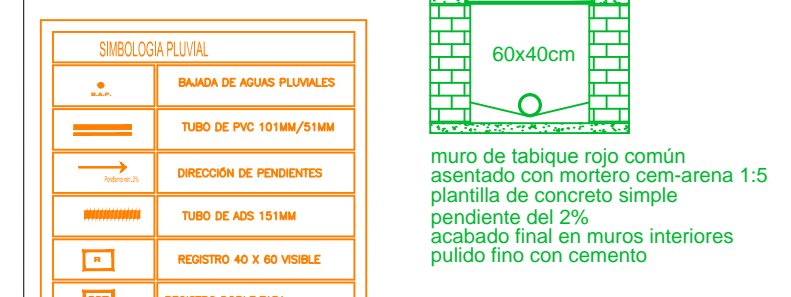 SIMBOLOGIA PLUVIAL
B.A.P.
BAJADA DE AGUAS PLUVIALES
TUBO DE PVC 101MM/51MM
Pendiente min. 2%
DIRECCIÓN DE PENDIENTES
TUBO DE ADS 151MM
R
REGISTRO 40 X 60 VISIBLE
60x40cm
muro de tabique rojo común
asentado con mortero cem-arena 1:5
plantilla de concreto simple
pendiente del 2%
acabado final en muros interiores
pulido fino con cemento